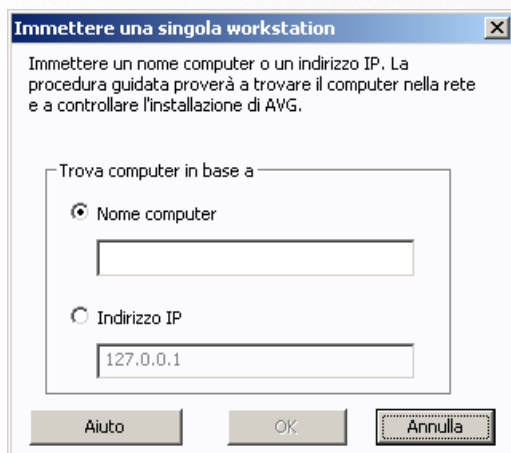 Immettere una singola workstation
Immettere un nome computer o un indirizzo IP. La
procedura guidata proverà a trovare il computer nella rete
e a controllare l'installazione di AVG.
Trova computer in base a
Nome computer
Indirizzo IP
127.0.0.1
Aiuto
OK
Annulla